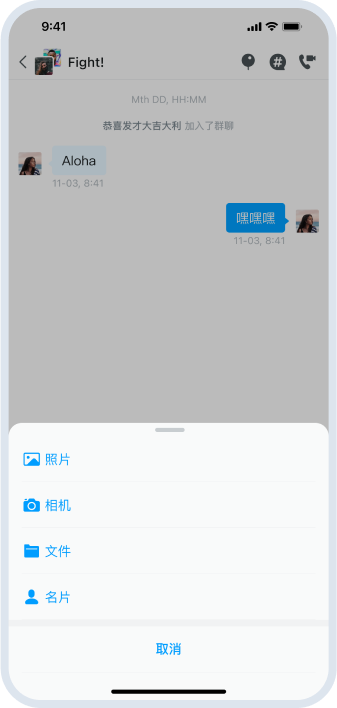 9:41
Fight!
Mth DD, HH:MM
恭喜发才大吉大利 加入了群聊
Aloha
11-03, 8:41
嘿嘿嘿
11-03, 8:41
照片
相机
文件
名片
取消